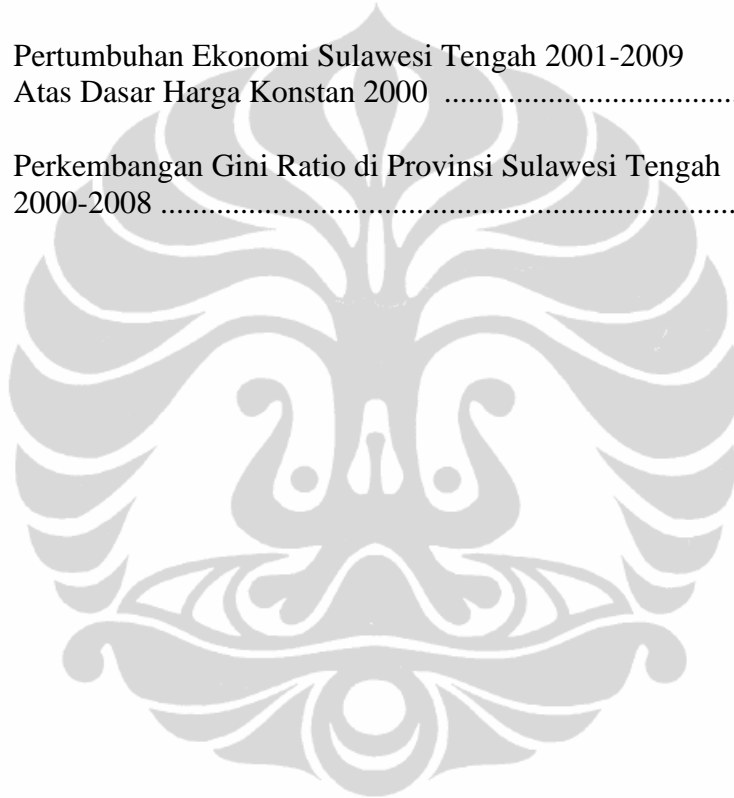 Pertumbuhan Ekonomi Sulawesi Tengah 2001-2009
Atas Dasar Harga Konstan 2000 .....................................
Perkembangan Gini Ratio di Provinsi Sulawesi Tengah
2000-2008 ........................................................................